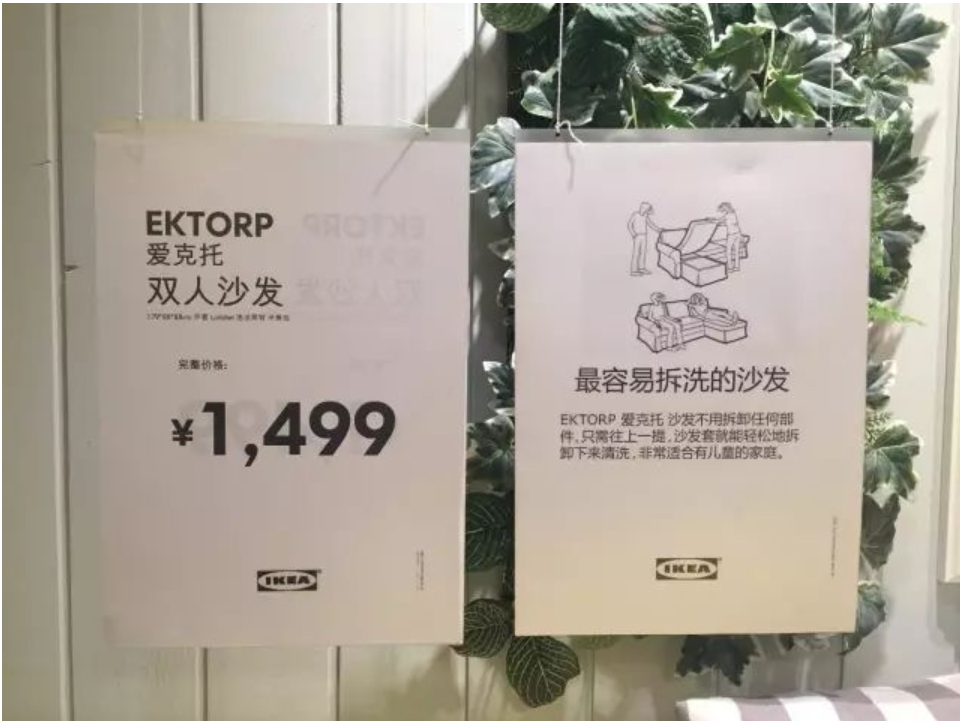 EKTORP
爱克托
双人沙发
完整价格:
¥1,499
IKEA
最容易拆洗的沙发
EKTORP 爱克托 沙发不用拆卸任何部
件,只需往上一提,沙发套就能轻松地拆
卸下来清洗,非常适合有儿童的家庭。
IKEA